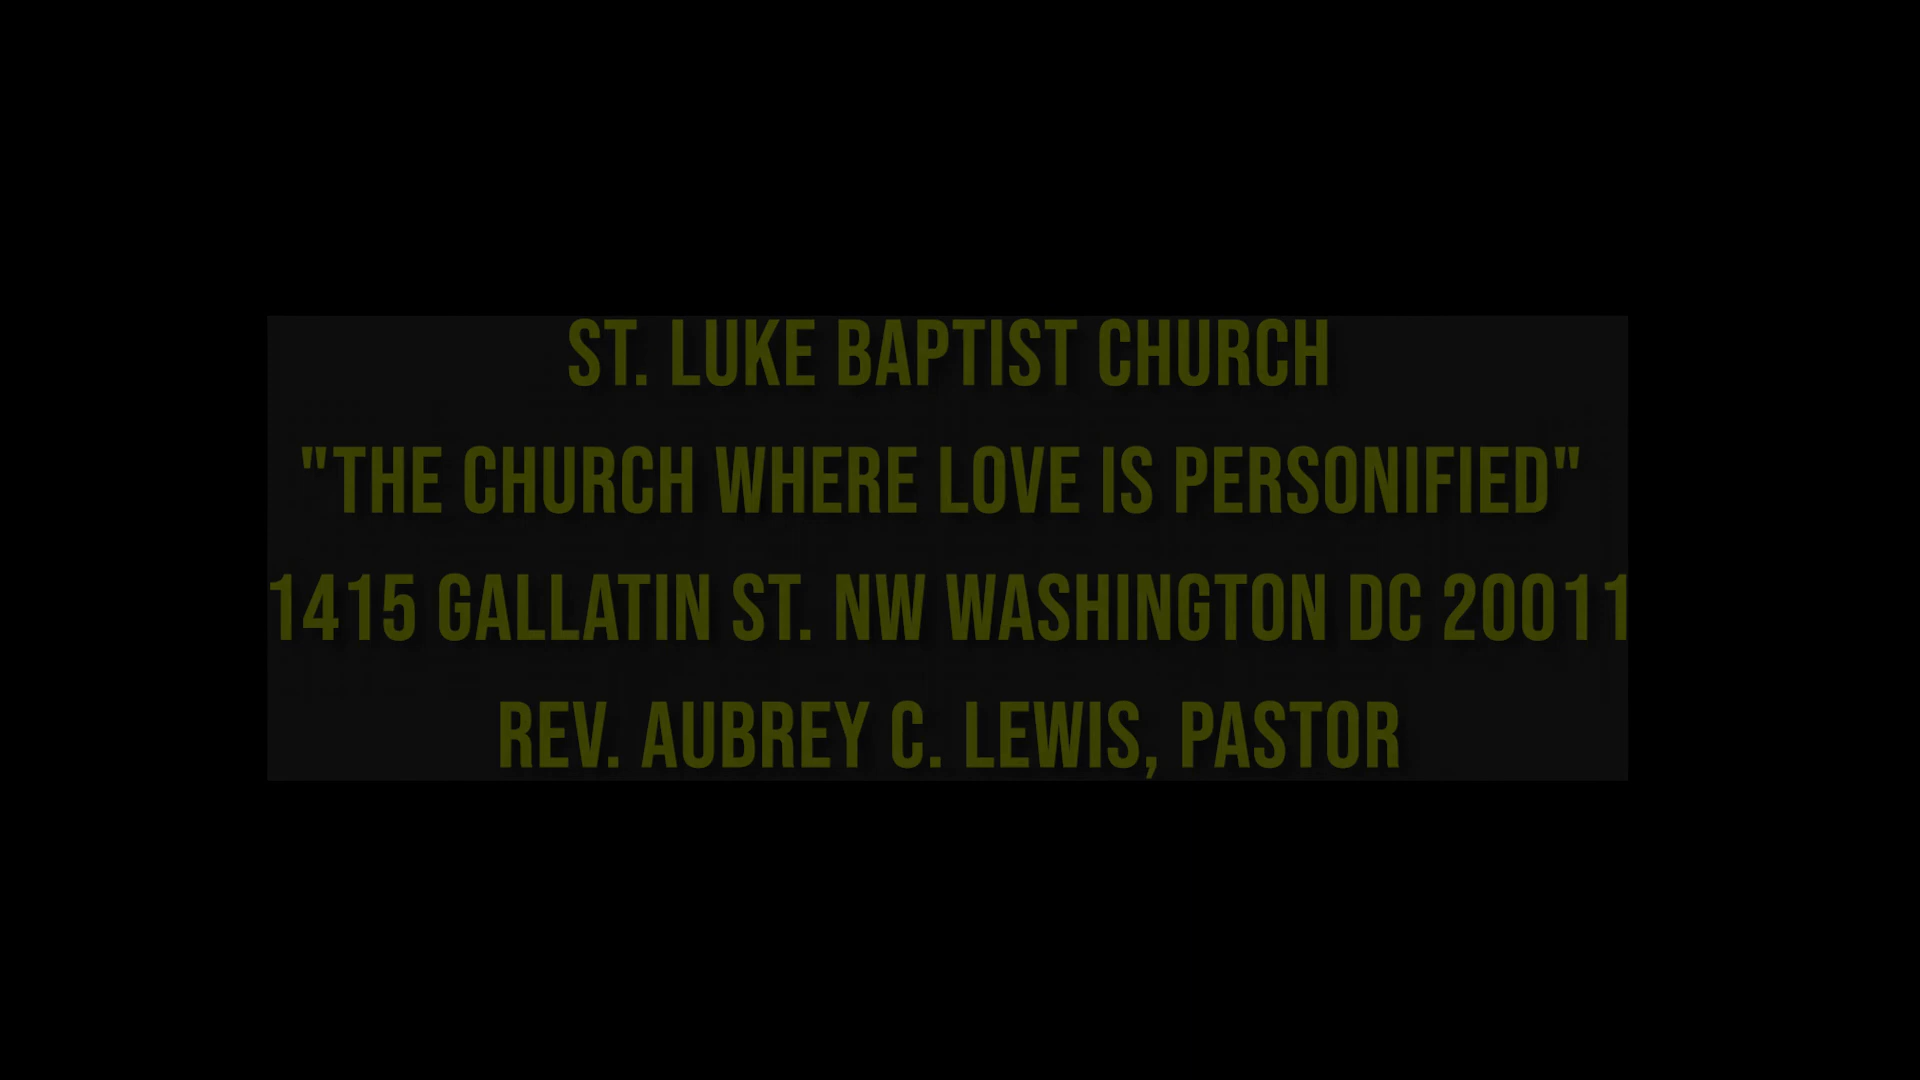 ST. LUKE BAPTIST CHURCH
"THE CHURCH WHERE LOVE IS PERSONIFIED"
1415 GALLATIN ST. NW WASHINGTON DC 20011
REV. AUBREY C. LEWIS, PASTOR